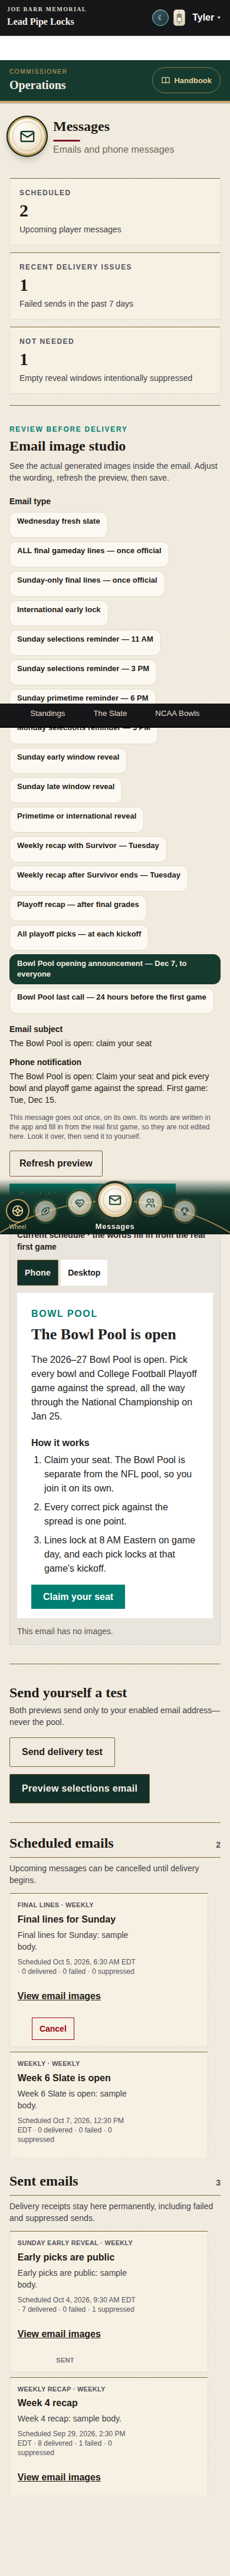 JOE BARR MEMORIAL
Lead Pipe Locks
Tyler
COMMISSIONER
Operations
Handbook
Messages
Emails and phone messages
SCHEDULED
2
Upcoming player messages
RECENT DELIVERY ISSUES
1
Failed sends in the past 7 days
NOT NEEDED
1
Empty reveal windows intentionally suppressed
REVIEW BEFORE DELIVERY
Email image studio
See the actual generated images inside the email. Adjust
the wording, refresh the preview, then save.
Email type
Wednesday fresh slate
ALL final gameday lines — once official
Sunday-only final lines — once official
International early lock
Sunday selections reminder — 11 AM
Sunday selections reminder — 3 PM
Sunday primetime reminder — 6 PM
Standings
The Slate
NCAA Bowls
Monday selections reminder — 5 PM
Sunday early window reveal
Sunday late window reveal
Primetime or international reveal
Weekly recap with Survivor — Tuesday
Weekly recap after Survivor ends — Tuesday
Playoff recap — after final grades
All playoff picks — at each kickoff
Bowl Pool opening announcement — Dec 7, to
everyone
Bowl Pool last call — 24 hours before the first game
Email subject
The Bowl Pool is open: claim your seat
Phone notification
The Bowl Pool is open: Claim your seat and pick every
bowl and playoff game against the spread. First game:
Tue, Dec 15.
This message goes out once, on its own. Its words are written in
the app and fill in from the real first game, so they are not edited
here. Look it over, then send it to yourself.
Refresh preview
Wheel
Messages
Current schedule · the words fill in from the real
first game
Phone
Desktop
BOWL POOL
The Bowl Pool is open
The 2026–27 Bowl Pool is open. Pick
every bowl and College Football Playoff
game against the spread, all the way
through the National Championship on
Jan 25.
How it works
1. Claim your seat. The Bowl Pool is
separate from the NFL pool, so you
join it on its own.
2. Every correct pick against the
spread is one point.
3. Lines lock at 8 AM Eastern on game
day, and each pick locks at that
game's kickoff.
Claim your seat
This email has no images.
Send yourself a test
Both previews send only to your enabled email address—
never the pool.
Send delivery test
Preview selections email
Scheduled emails
2
Upcoming messages can be cancelled until delivery
begins.
FINAL LINES · WEEKLY
Final lines for Sunday
Final lines for Sunday: sample
body.
Scheduled Oct 5, 2026, 6:30 AM EDT
· 0 delivered · 0 failed · 0 suppressed
View email images
Cancel
WEEKLY · WEEKLY
Week 6 Slate is open
Week 6 Slate is open: sample
body.
Scheduled Oct 7, 2026, 12:30 PM
EDT · 0 delivered · 0 failed · 0
suppressed
Sent emails
3
Delivery receipts stay here permanently, including failed
and suppressed sends.
SUNDAY EARLY REVEAL · WEEKLY
Early picks are public
Early picks are public: sample
body.
Scheduled Oct 4, 2026, 9:30 AM EDT
· 7 delivered · 0 failed · 1 suppressed
View email images
SENT
WEEKLY RECAP · WEEKLY
Week 4 recap
Week 4 recap: sample body.
Scheduled Sep 29, 2026, 2:30 PM
EDT · 8 delivered · 1 failed · 0
suppressed
View email images